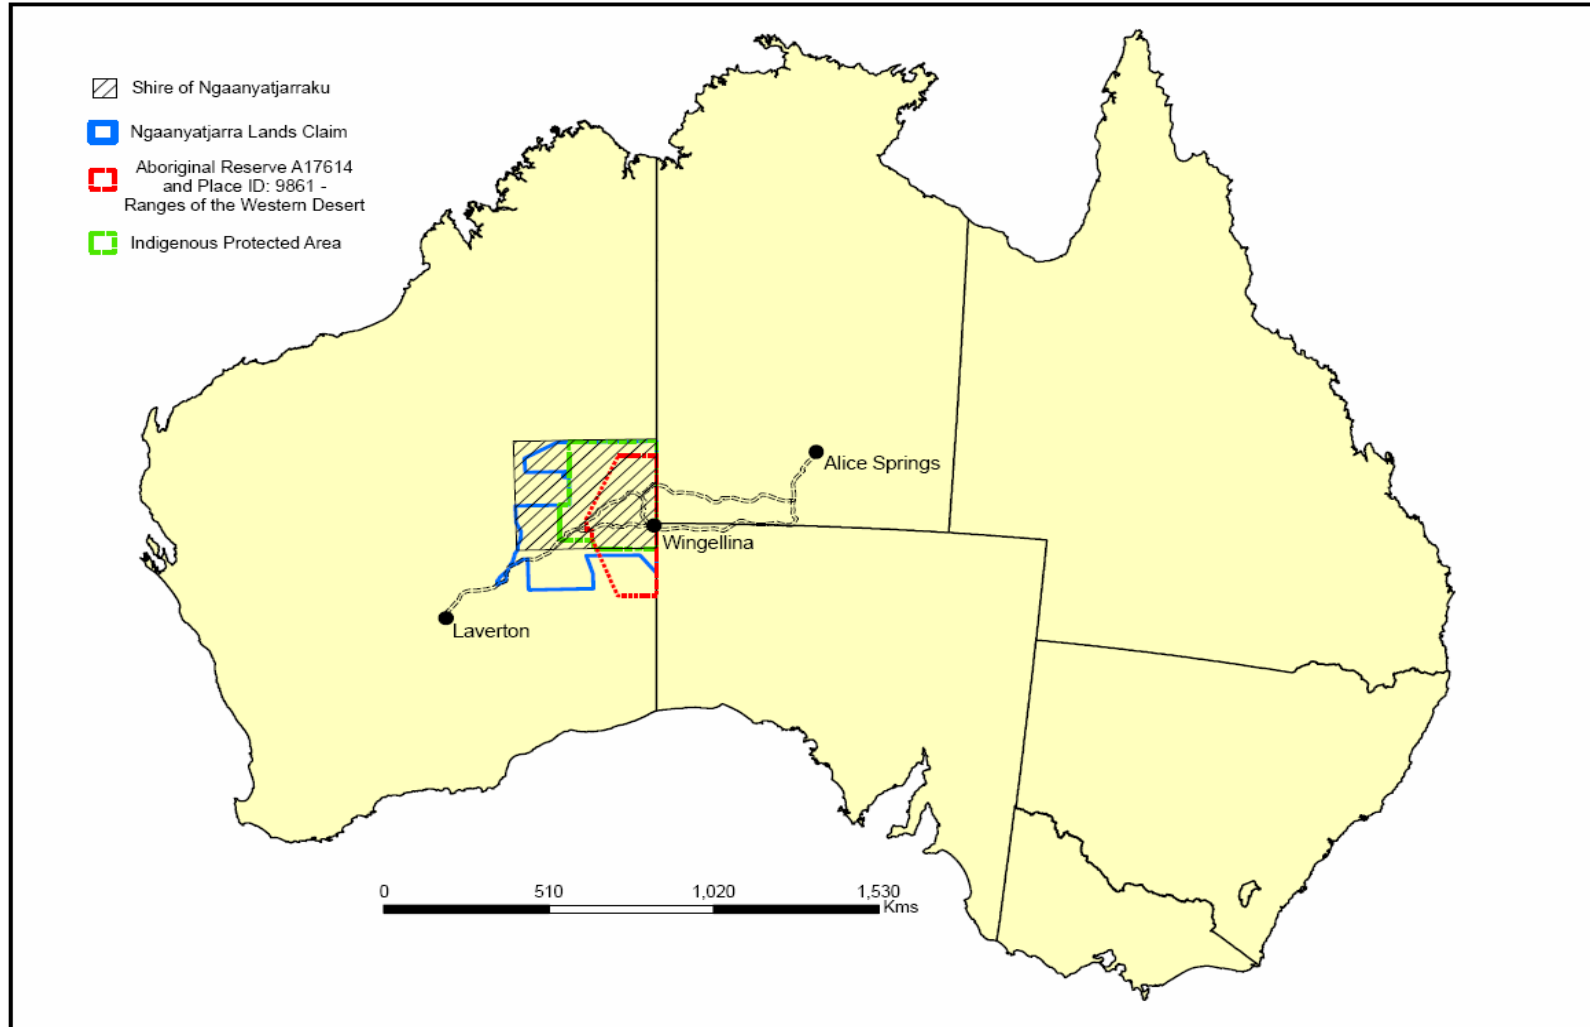 Shire of Ngaanyatjarraku
Ngaanyatjarra Lands Claim
Aboriginal Reserve A17614
and Place ID: 9861 -
Ranges of the Western Desert
Indigenous Protected Area
Alice Springs
Wingellina
Laverton
0 510 1,020 1,530
Kms